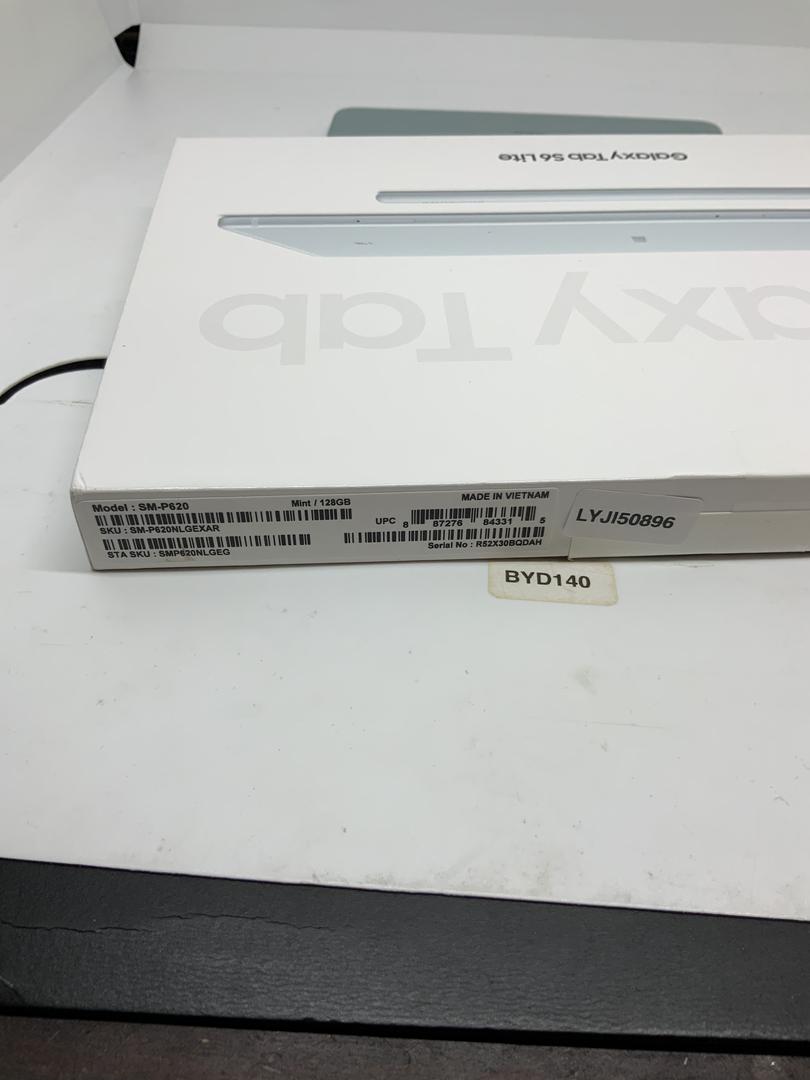 Galaxy Tab S6 Lite
axy Tab
Model : SM-P620
Mint / 128GB
MADE IN VIETNAM
SKU : SM-P620NLGEXAR
UPC
8 87276 84331 5
STA SKU : SMP620NLGEG
Serial No : R52X30BQDAH
LYJI50896
BYD140